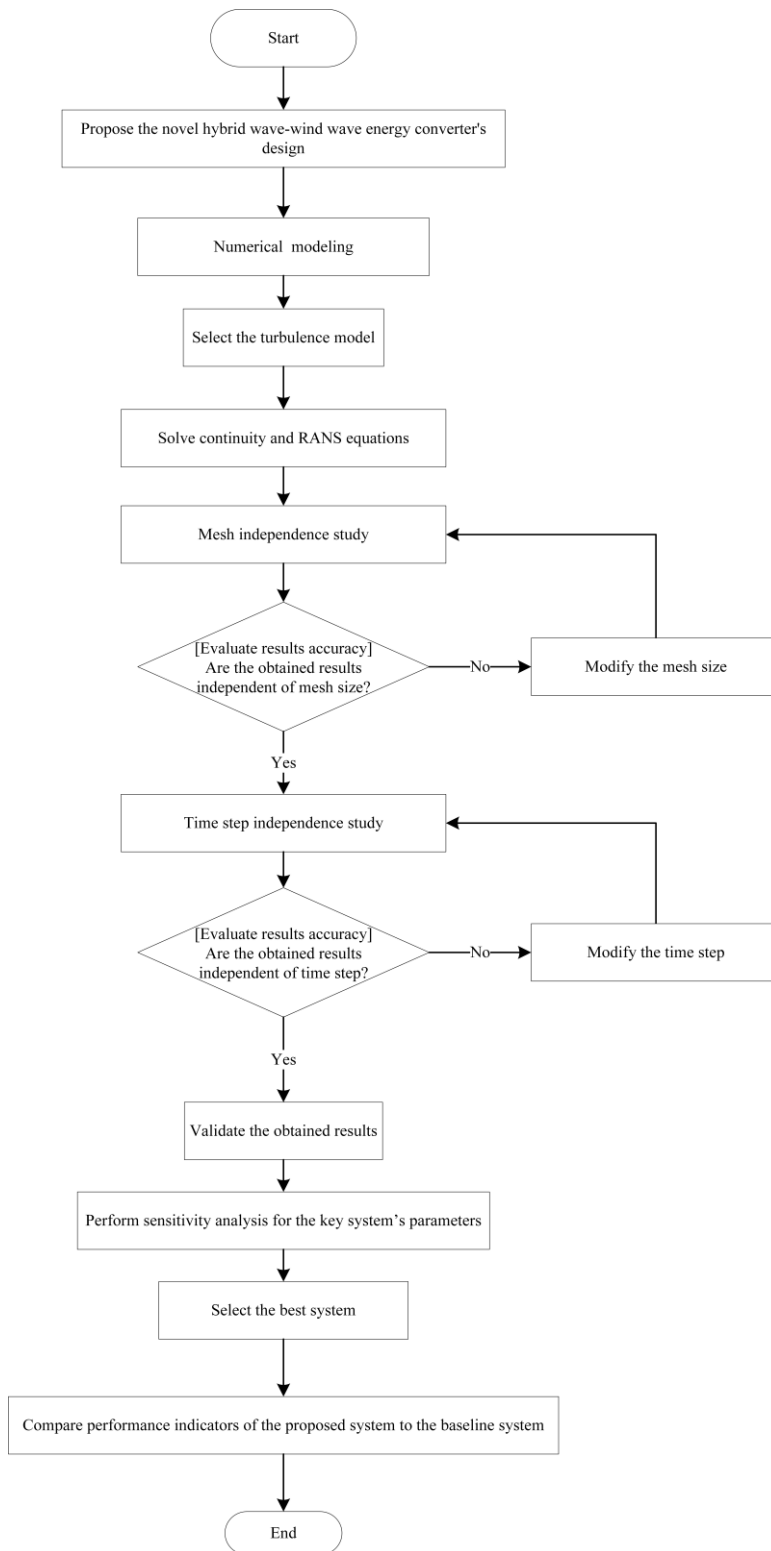 Start
Propose the novel hybrid wave-wind wave energy converter's
design
Numerical modeling
Select the turbulence model
Solve continuity and RANS equations
Mesh independence study
[Evaluate results accuracy]
Are the obtained results
independent of mesh size?
No
Modify the mesh size
Yes
Time step independence study
[Evaluate results accuracy]
Are the obtained results
independent of time step?
No
Modify the time step
Yes
Validate the obtained results
Perform sensitivity analysis for the key system’s parameters
Select the best system
Compare performance indicators of the proposed system to the baseline system
End